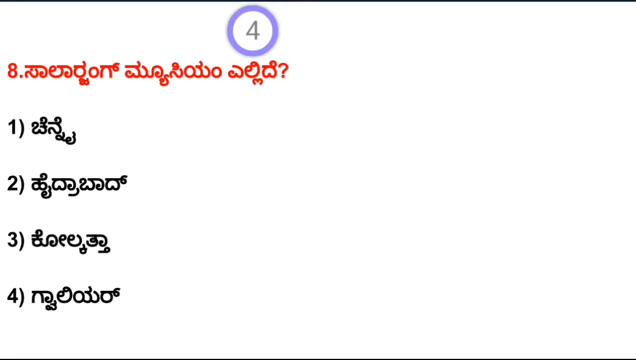 4
8.ಸಾಲಾರ್‍ಜಂಗ್ ಮ್ಯೂಸಿಯಂ ಎಲ್ಲಿದೆ?
1) ಚೆನ್ನೈ
2) ಹೈದ್ರಾಬಾದ್
3) ಕೋಲ್ಕತ್ತಾ
4) ಗ್ವಾಲಿಯರ್